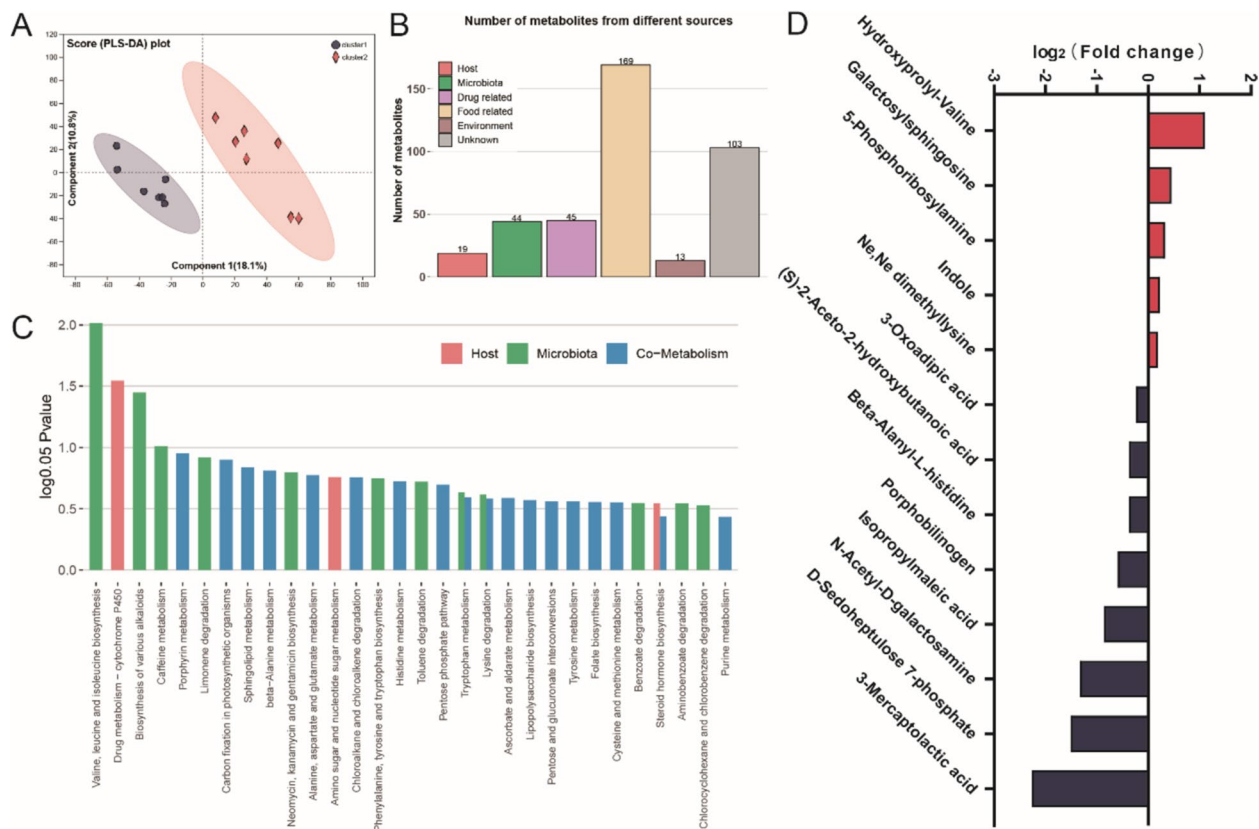 A
Score (PLS-DA) plot
cluster1
cluster2
120
100
80
60
40
20
0
20
40
60
80
-80
-60
-40
-20
0
20
40
60
80
100
Component 2(10.8%)
Component 1(18.1%)
B
Number of metabolites from different sources
Host
Microbiota
Drug related
Food related
Environment
Unknown
Number of metabolites
150
100
50
0
19
44
45
169
13
103
C
log0.05 Pvalue
2.0
1.5
1.0
0.5
0.0
Host
Microbiota
Co-Metabolism
Valine, leucine and isoleucine biosynthesis
Drug metabolism - cytochrome P450
Biosynthesis of various alkaloids
Caffeine metabolism
Porphyrin metabolism
Limonene degradation
Carbon fixation in photosynthetic organisms
Sphingolipid metabolism
beta-Alanine metabolism
Neomycin, kanamycin and gentamicin biosynthesis
Alanine, aspartate and glutamate metabolism
Amino sugar and nucleotide sugar metabolism
Chloroalkane and chloroalkene degradation
Phenylalanine, tyrosine and tryptophan biosynthesis
Histidine metabolism
Toluene degradation
Pentose phosphate pathway
Tryptophan metabolism
Lysine degradation
Ascorbate and aldarate metabolism
Lipopolysaccharide biosynthesis
Pentose and glucuronate interconversions
Tyrosine metabolism
Folate biosynthesis
Cysteine and methionine metabolism
Benzoate degradation
Steroid hormone biosynthesis
Aminobenzoate degradation
Chlorocyclohexane and chlorobenzene degradation
Purine metabolism
D
log2 (Fold change)
-3
-2
-1
0
1
2
Hydroxyprolyl-Valine
Galactosylsphingosine
5-Phosphoribosylamine
Indole
Ne,Ne dimethyllysine
3-Oxoadipic acid
(S)-2-Aceto-2-hydroxybutanoic acid
Beta-Alanyl-L-histidine
Porphobilinogen
Isopropylmaleic acid
N-Acetyl-D-galactosamine
D-Sedoheptulose 7-phosphate
3-Mercaptolactic acid